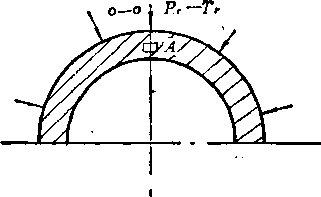 o—o P_r —T_r
A